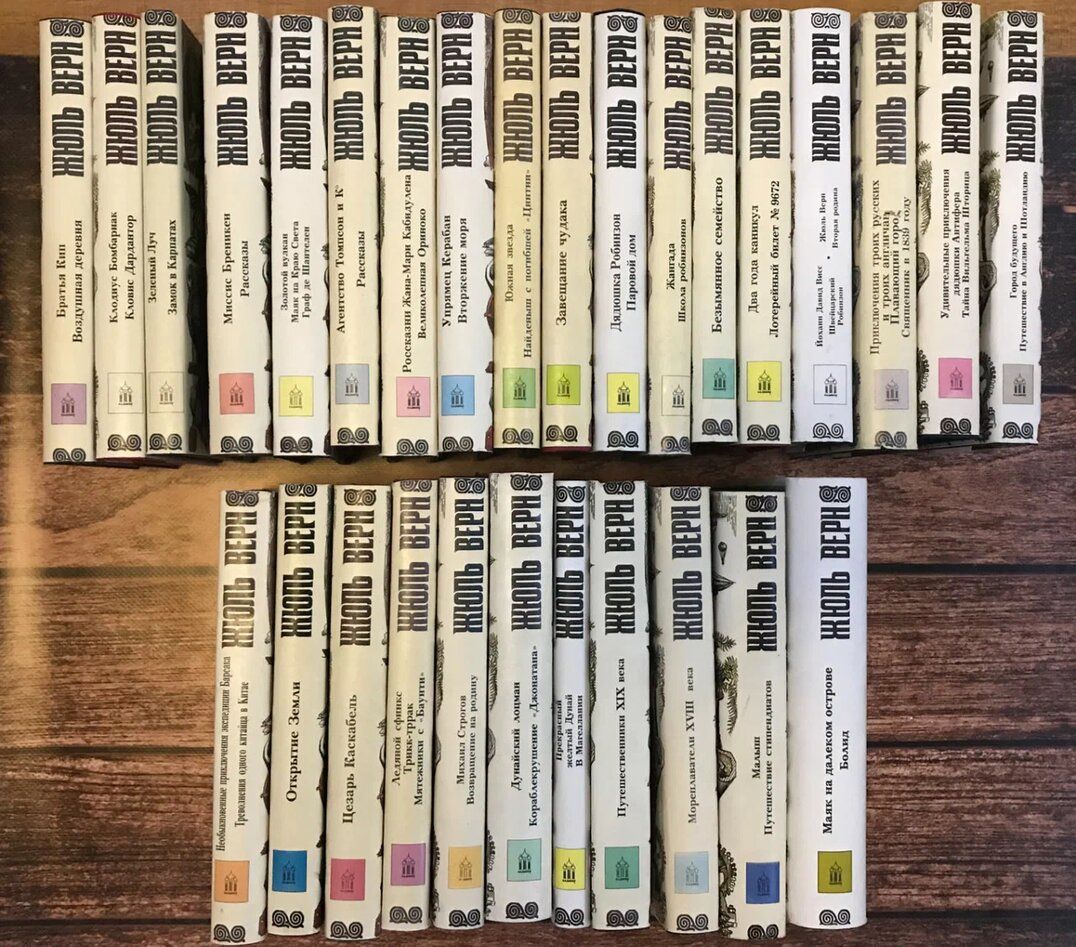 ЖЮЛЬ ВЕРН
Братья Кип
Воздушная деревня
ЖЮЛЬ ВЕРН
Клодиус Бомбарнак
Кловис Дардантор
ЖЮЛЬ ВЕРН
Зеленый Луч
Замок в Карпатах
ЖЮЛЬ ВЕРН
Миссис Бреникен
Рассказы
ЖЮЛЬ ВЕРН
Золотой вулкан
Маяк на Краю Света
Граф де Шантелен
ЖЮЛЬ ВЕРН
Агентство Томпсон и К°
Рассказы
ЖЮЛЬ ВЕРН
Россказни Жана-Мари Кабидулена
Великолепная Ориноко
ЖЮЛЬ ВЕРН
Упрямец Керабан
Вторжение моря
ЖЮЛЬ ВЕРН
Южная звезда
Найденыш с погибшей «Цинтии»
ЖЮЛЬ ВЕРН
Завещание чудака
ЖЮЛЬ ВЕРН
Дядюшка Робинзон
Паровой дом
ЖЮЛЬ ВЕРН
Жангада
Школа робинзонов
ЖЮЛЬ ВЕРН
Безымянное семейство
ЖЮЛЬ ВЕРН
Два года каникул
Лотерейный билет № 9672
ЖЮЛЬ ВЕРН
Йоханн Давид Висс
Швейцарский
Робинзон
•
Жюль Верн
Вторая родина
ЖЮЛЬ ВЕРН
Приключения троих русских
и троих англичан
Плавающий город
Священник в 1839 году
ЖЮЛЬ ВЕРН
Удивительные приключения
дядюшки Антифера
Тайна Вильгельма Шторица
ЖЮЛЬ ВЕРН
Город будущего
Путешествие в Англию и Шотландию
ЖЮЛЬ ВЕРН
Необыкновенные приключения экспедиции Барсака
Треволнения одного китайца в Китае
ЖЮЛЬ ВЕРН
Открытие Земли
ЖЮЛЬ ВЕРН
Цезарь Каскабель
ЖЮЛЬ ВЕРН
Ледяной сфинкс
Трикк-тррак
Мятежники с «Баунти»
ЖЮЛЬ ВЕРН
Михаил Строгов
Возвращение на родину
ЖЮЛЬ ВЕРН
Дунайский лоцман
Кораблекрушение «Джонатана»
ЖЮЛЬ ВЕРН
Прекрасный
желтый Дунай
В Магеллании
ЖЮЛЬ ВЕРН
Путешественники XIX века
ЖЮЛЬ ВЕРН
Мореплаватели XVIII века
ЖЮЛЬ ВЕРН
Малыш
Путешествие стипендиатов
ЖЮЛЬ ВЕРН
Маяк на далеком острове
Болид